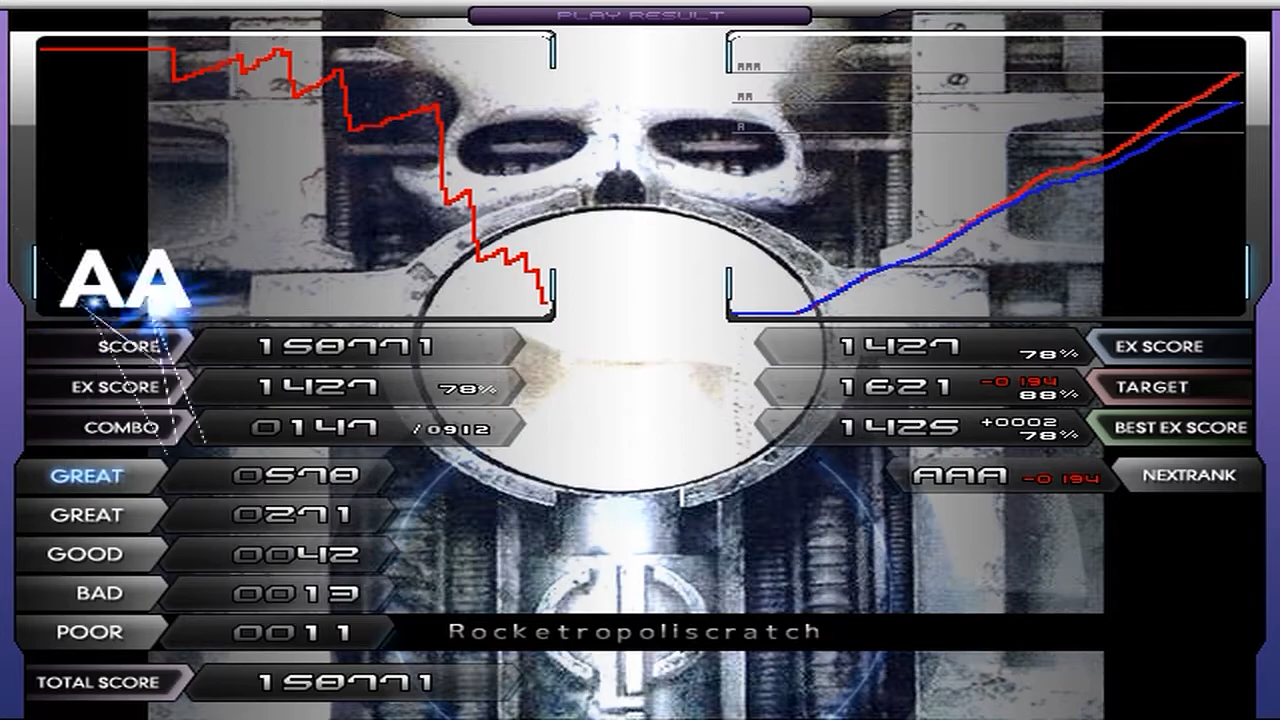 PLAY RESULT
AAA
AA
A
AA
SCORE 150771
EX SCORE 1427 78%
COMBO 0147 /0912
1427 78% EX SCORE
1621 -0194 88% TARGET
1425 +0002 78% BEST EX SCORE
AAA -0194 NEXTRANK
GREAT 0578
GREAT 0271
GOOD 0042
BAD 0013
POOR 0011
Rocketropoliscratch
TOTAL SCORE 150771